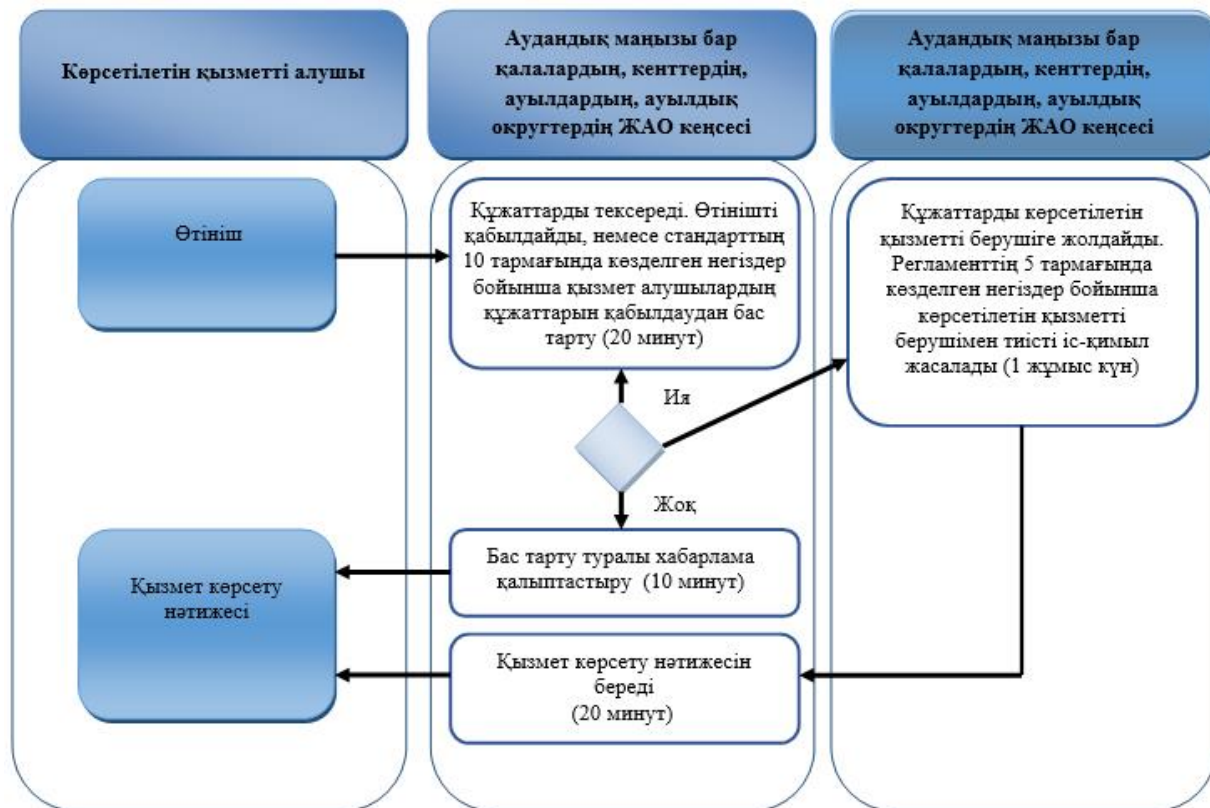 Көрсетілетін қызметті алушы
Аудандық маңызы бар
қалалардың, кенттердің,
ауылдардың, ауылдық
округтердің ЖАО кеңсесі
Аудандық маңызы бар
қалалардың, кенттердің,
ауылдардың, ауылдық
округтердің ЖАО кеңсесі
Өтініш
Құжаттарды тексереді. Өтінішті
қабылдайды, немесе стандарттың
10 тармағында көзделген негіздер
бойынша қызмет алушылардың
құжаттарын қабылдаудан бас
тарту (20 минут)
Құжаттарды көрсетілетін
қызметті берушіге жолдайды.
Регламенттің 5 тармағында
көзделген негіздер бойынша
көрсетілетін қызметті
берушімен тиісті іс-қимыл
жасалады (1 жұмыс күн)
Ия
Жоқ
Бас тарту туралы хабарлама
қалыптастыру (10 минут)
Қызмет көрсету
нәтижесі
Қызмет көрсету нәтижесін
береді
(20 минут)